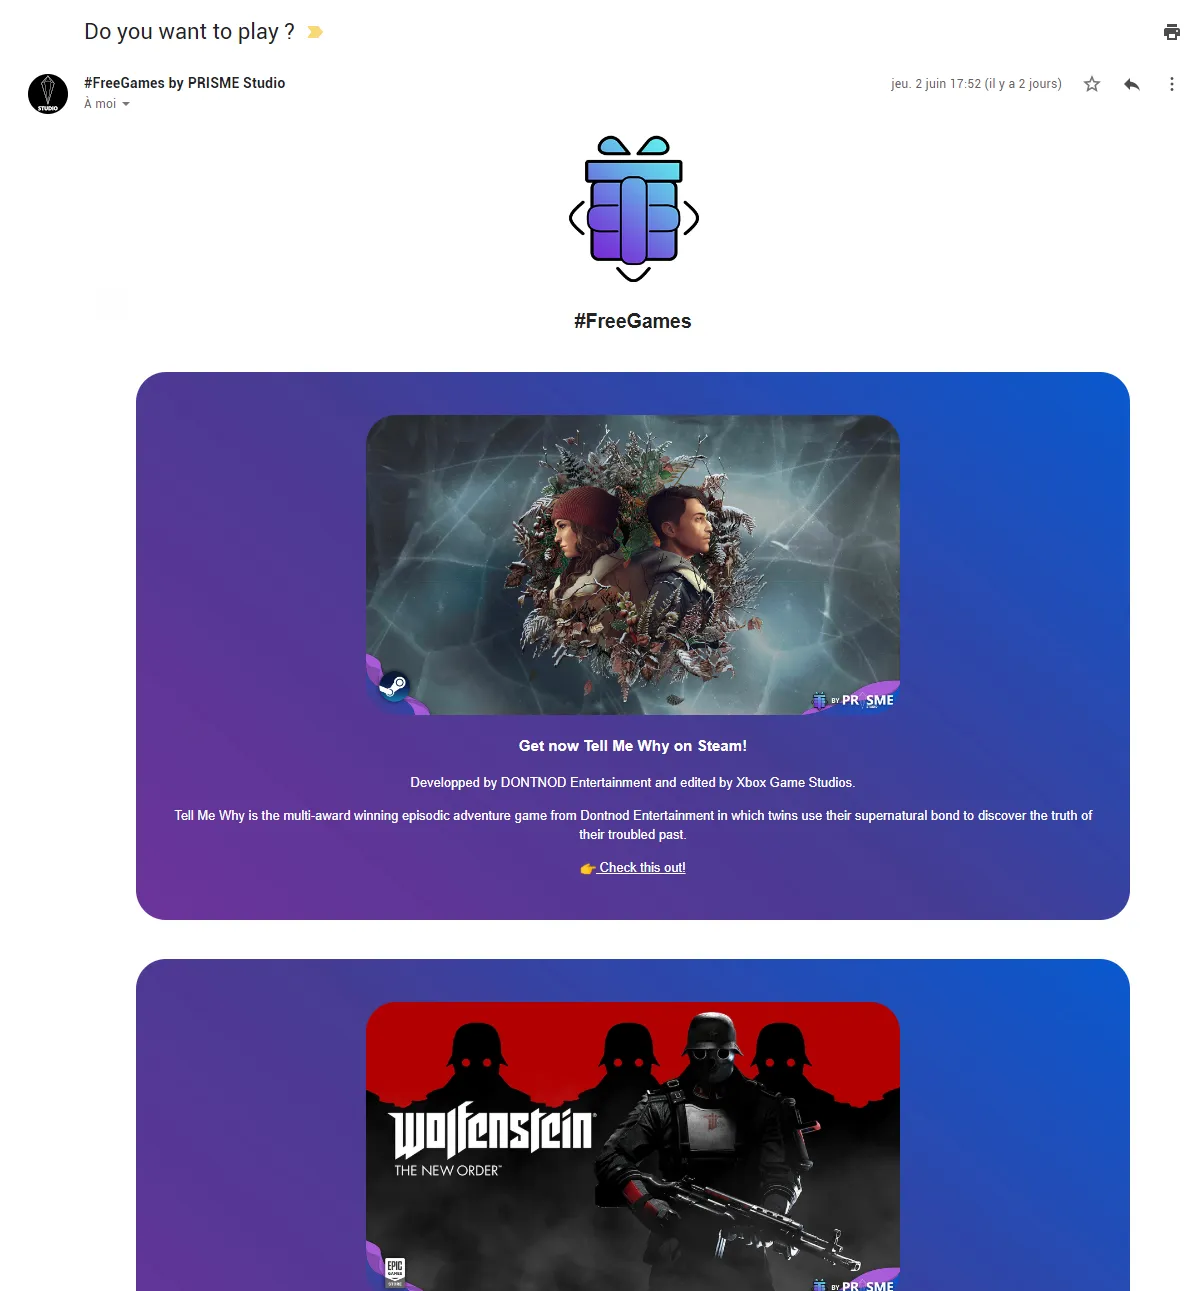 Do you want to play ?
#FreeGames by PRISME Studio
jeu. 2 juin 17:52 (il y a 2 jours)
À moi
STUDIO
#FreeGames
BY PRISME
Get now Tell Me Why on Steam!
Developped by DONTNOD Entertainment and edited by Xbox Game Studios.
Tell Me Why is the multi-award winning episodic adventure game from Dontnod Entertainment in which twins use their supernatural bond to discover the truth of
their troubled past.
👉 Check this out!
Wolfenstein
THE NEW ORDER™
EPIC
GAMES
STORE
BY PRISME